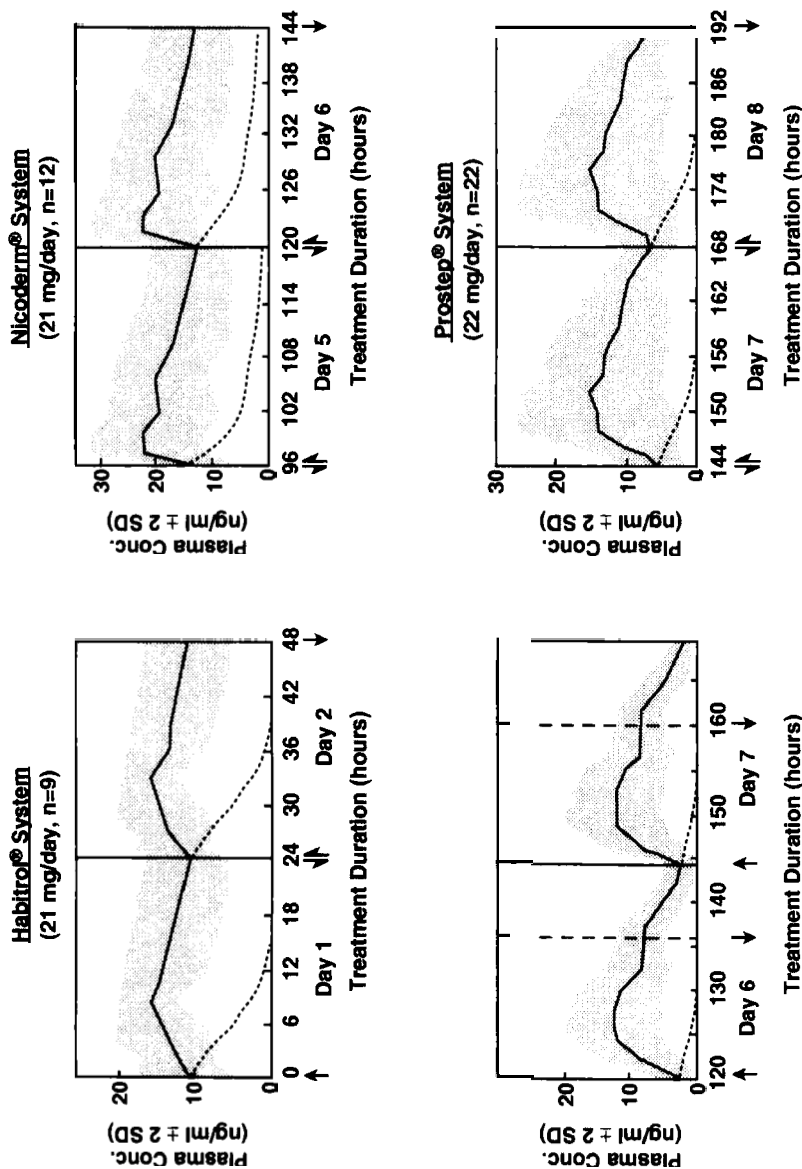 Habitrol® System
(21 mg/day, n=9)
Plasma Conc.
(ng/ml ± 2 SD)
20
10
0
0 6 12 18 24 30 36 42 48
Day 1 Day 2
Treatment Duration (hours)
Nicoderm® System
(21 mg/day, n=12)
Plasma Conc.
(ng/ml ± 2 SD)
30
20
10
0
96 102 108 114 120 126 132 138 144
Day 5 Day 6
Treatment Duration (hours)
Plasma Conc.
(ng/ml ± 2 SD)
20
10
0
120 130 140 150 160
Day 6 Day 7
Treatment Duration (hours)
Prostep® System
(22 mg/day, n=22)
Plasma Conc.
(ng/ml ± 2 SD)
30
20
10
0
144 150 156 162 168 174 180 186 192
Day 7 Day 8
Treatment Duration (hours)